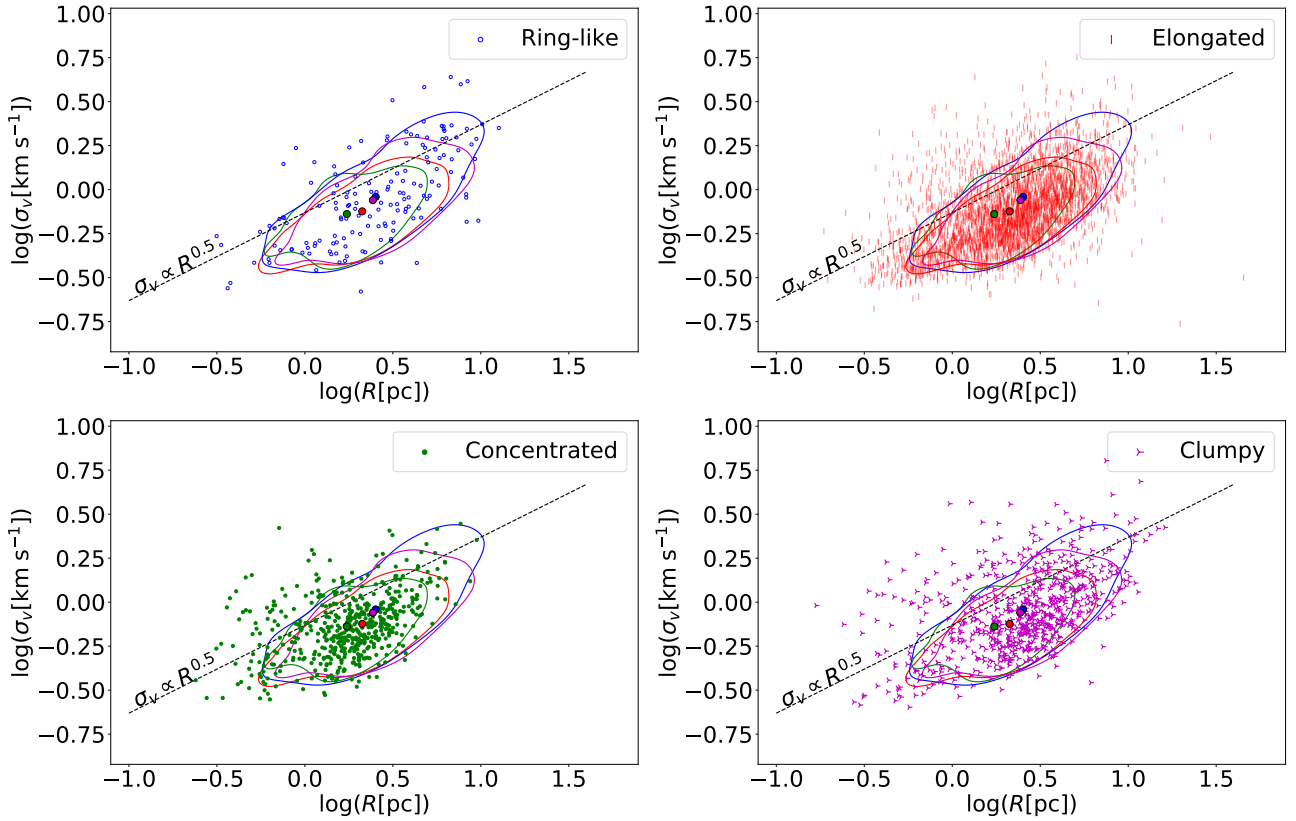 1.00
0.75
0.50
0.25
0.00
−0.25
−0.50
−0.75
log(σᵥ[km s⁻¹])
Ring-like
σᵥ ∝ R⁰·⁵
−1.0 −0.5 0.0 0.5 1.0 1.5
log(R[pc])
1.00
0.75
0.50
0.25
0.00
−0.25
−0.50
−0.75
log(σᵥ[km s⁻¹])
Elongated
σᵥ ∝ R⁰·⁵
−1.0 −0.5 0.0 0.5 1.0 1.5
log(R[pc])
1.00
0.75
0.50
0.25
0.00
−0.25
−0.50
−0.75
log(σᵥ[km s⁻¹])
Concentrated
σᵥ ∝ R⁰·⁵
−1.0 −0.5 0.0 0.5 1.0 1.5
log(R[pc])
1.00
0.75
0.50
0.25
0.00
−0.25
−0.50
−0.75
log(σᵥ[km s⁻¹])
Clumpy
σᵥ ∝ R⁰·⁵
−1.0 −0.5 0.0 0.5 1.0 1.5
log(R[pc])